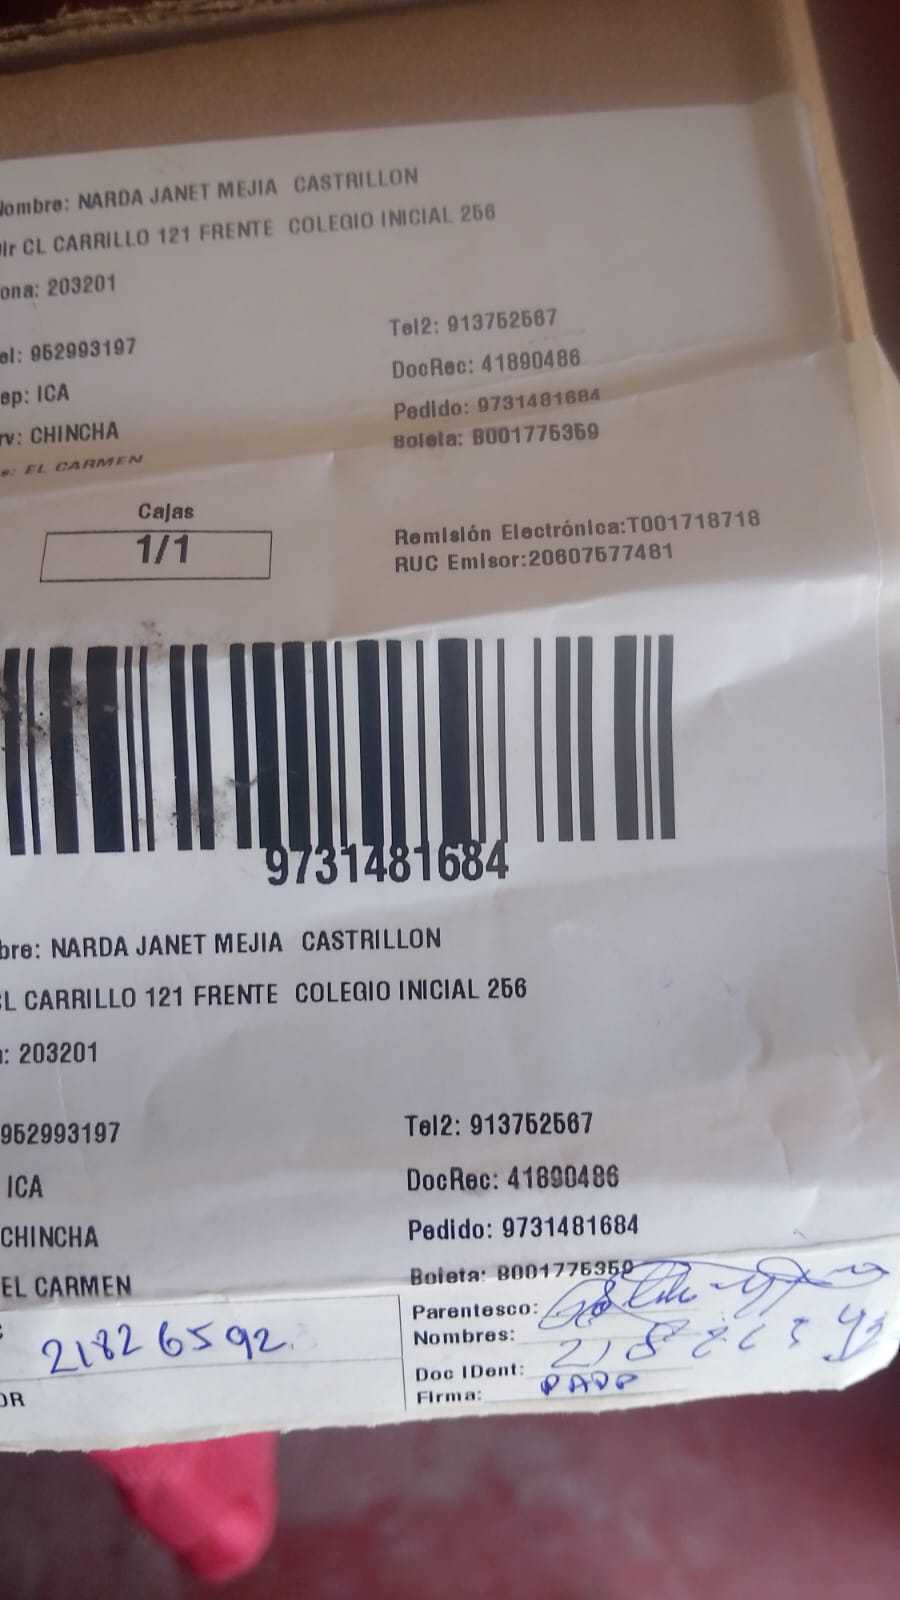 Nombre: NARDA JANET MEJIA CASTRILLON
Dir CL CARRILLO 121 FRENTE COLEGIO INICIAL 256
ona: 203201
el: 952993197 Tel2: 913752567
ep: ICA DocRec: 41890486
rv: CHINCHA Pedido: 9731481684
s: EL CARMEN Boleta: B001775359
Cajas
1/1
Remisión Electrónica:T001718718
RUC Emisor:20607577481
9731481684
bre: NARDA JANET MEJIA CASTRILLON
CL CARRILLO 121 FRENTE COLEGIO INICIAL 256
: 203201
952993197 Tel2: 913752567
ICA DocRec: 41890486
CHINCHA Pedido: 9731481684
EL CARMEN Boleta: B001775359
21826592
Parentesco:
Nombres:
Doc IDent:
Firma:
OR